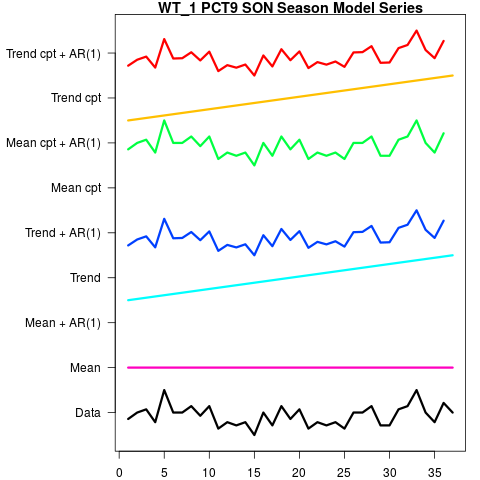 WT_1 PCT9 SON Season Model Series
Trend cpt + AR(1)
Trend cpt
Mean cpt + AR(1)
Mean cpt
Trend + AR(1)
Trend
Mean + AR(1)
Mean
Data
0 5 10 15 20 25 30 35